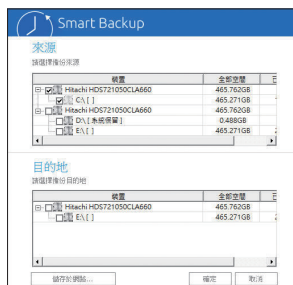 Smart Backup
來源
請選擇備份來源
裝置 全部空間 已
Hitachi HDS721050CLA660 465.762GB
C:\ [ ] 465.271GB
Hitachi HDS721050CLA660 465.762GB
D:\ [ 系統保留 ] 0.488GB
E:\ [ ] 465.271GB
目的地
請選擇備份目的地
裝置 全部空間 E
Hitachi HDS721050CLA660 465.762GB
E:\ [ ] 465.271GB
儲存於網路... 確定 取消